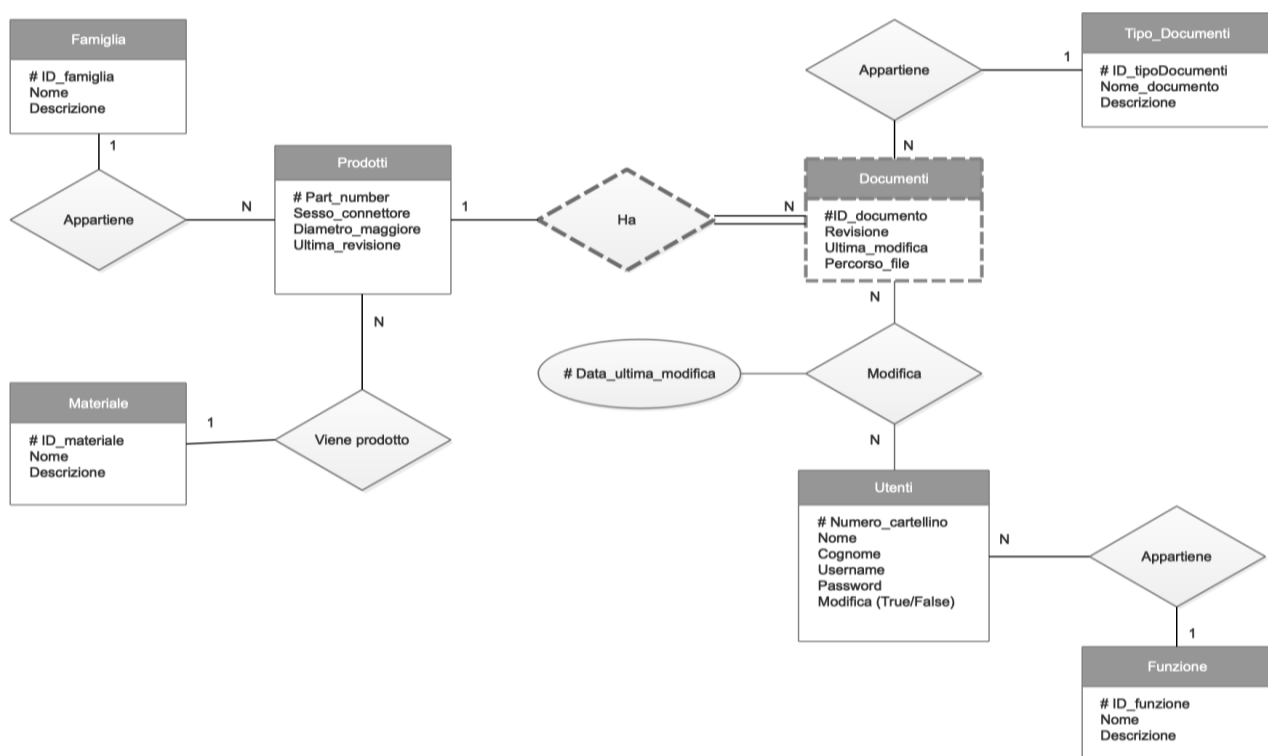 Famiglia
# ID_famiglia
Nome
Descrizione
1
Appartiene
N
Prodotti
# Part_number
Sesso_connettore
Diametro_maggiore
Ultima_revisione
1
Ha
N
Appartiene
1
Tipo_Documenti
# ID_tipoDocumenti
Nome_documento
Descrizione
N
Documenti
#ID_documento
Revisione
Ultima_modifica
Percorso_file
N
N
Materiale
# ID_materiale
Nome
Descrizione
1
Viene prodotto
# Data_ultima_modifica
Modifica
N
Utenti
# Numero_cartellino
Nome
Cognome
Username
Password
Modifica (True/False)
N
Appartiene
1
Funzione
# ID_funzione
Nome
Descrizione